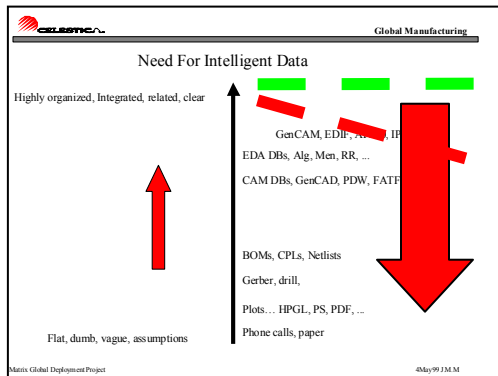 CELESTICA
Global Manufacturing
Need For Intelligent Data
Highly organized, Integrated, related, clear
GenCAM, EDIF,
EDA DBs, Alg, Men, RR, ...
CAM DBs, GenCAD, PDW, FATF
BOMs, CPLs, Netlists
Gerber, drill,
Plots… HPGL, PS, PDF, ...
Flat, dumb, vague, assumptions
Phone calls, paper
Matrix Global Deployment Project
4May99 J.M.M